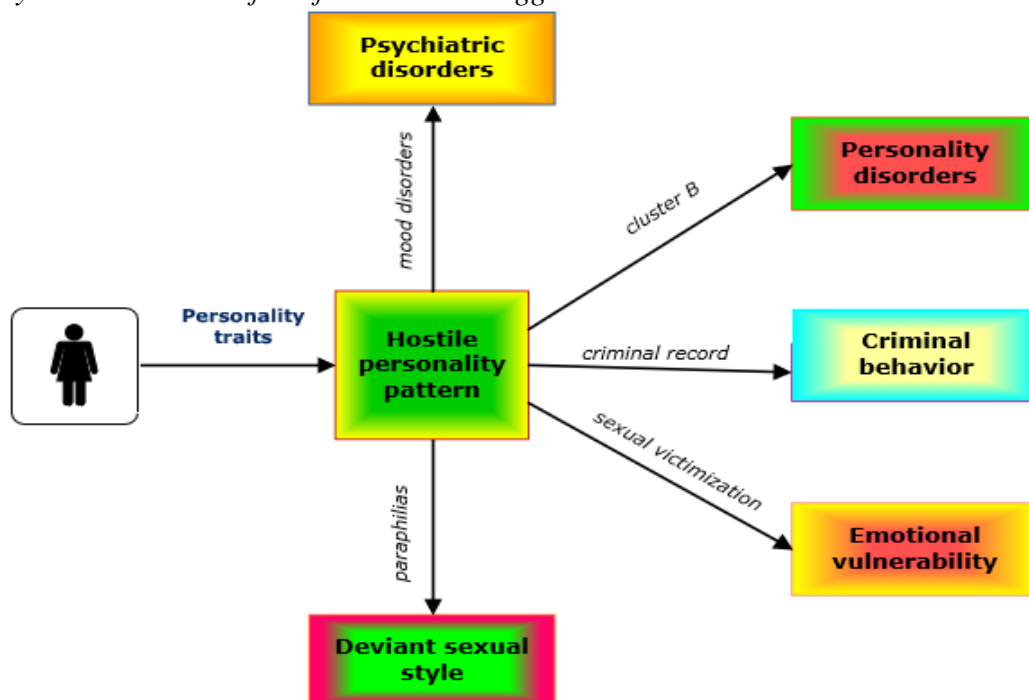 Psychiatric
disorders
mood disorders
Personality
disorders
cluster B
Personality
traits
Hostile
personality
pattern
criminal record
Criminal
behavior
sexual victimization
paraphilias
Emotional
vulnerability
Deviant sexual
style